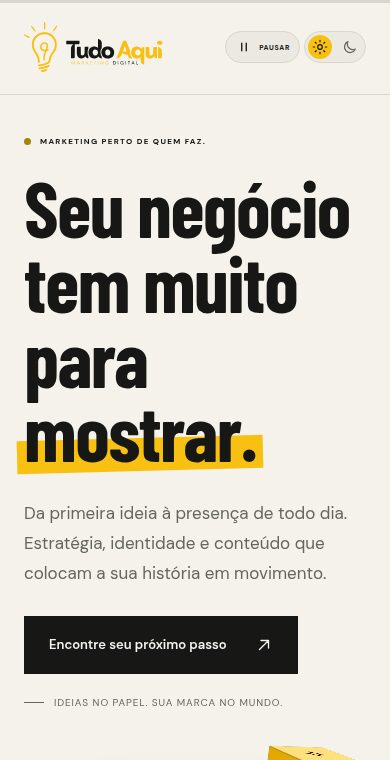 Tudo Aqui
MARKETING DIGITAL
PAUSAR
MARKETING PERTO DE QUEM FAZ.
Seu negócio
tem muito
para
mostrar.
Da primeira ideia à presença de todo dia.
Estratégia, identidade e conteúdo que
colocam a sua história em movimento.
Encontre seu próximo passo
IDEIAS NO PAPEL. SUA MARCA NO MUNDO.